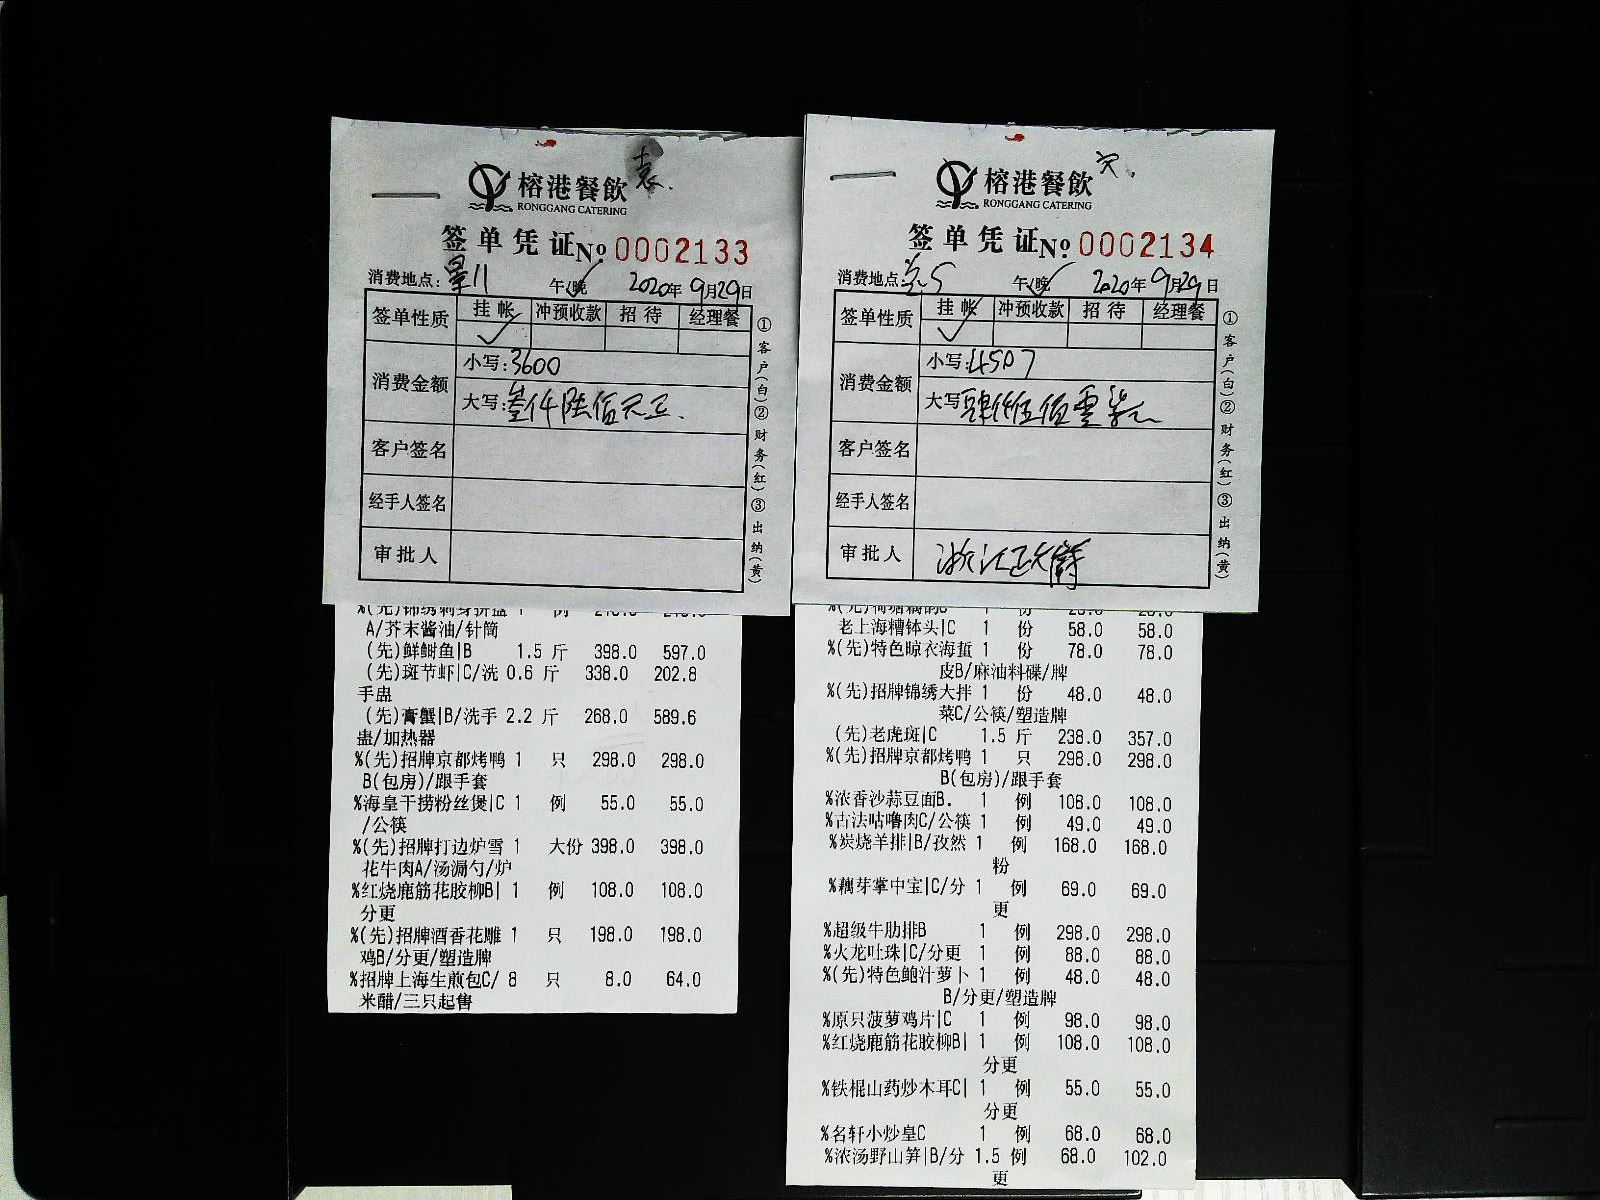 袁.
榕港餐飲
RONGGANG CATERING
签单凭证 No 0002133
消费地点: 星川 午/晚 2020年9月29日
签单性质 挂帐 冲预收款 招待 经理餐
✓
消费金额 小写:3600
大写:叁仟陆佰元正.
客户签名
经手人签名
审批人
①客户(白)②财务(红)③出纳(黄)
%(先)锦绣刺身拼盘 1 例
A/芥末酱油/针筒
(先)鲜鲥鱼|B 1.5 斤 398.0 597.0
(先)斑节虾|C/洗 0.6 斤 338.0 202.8
手盅
(先)膏蟹|B/洗手 2.2 斤 268.0 589.6
盅/加热器
%(先)招牌京都烤鸭 1 只 298.0 298.0
B(包房)/跟手套
%海皇干捞粉丝煲|C 1 例 55.0 55.0
/公筷
%(先)招牌打边炉雪 1 大份 398.0 398.0
花牛肉A/汤漏勺/炉
%红烧鹿筋花胶柳B| 1 例 108.0 108.0
分更
%(先)招牌酒香花雕 1 只 198.0 198.0
鸡B/分更/塑造牌
%招牌上海生煎包C/ 8 只 8.0 64.0
米醋/三只起售
榕港餐飲
RONGGANG CATERING
签单凭证 No 0002134
消费地点: 午/晚 2020年9月29日
签单性质 挂帐 冲预收款 招待 经理餐
✓
消费金额 小写:4507
大写:肆仟伍佰零柒元
客户签名
经手人签名
审批人
①客户(白)②财务(红)③出纳(黄)
老上海糟钵头|C 1 份 58.0 58.0
%(先)特色晾衣海蜇 1 份 78.0 78.0
皮B/麻油料碟/牌
%(先)招牌锦绣大拌 1 份 48.0 48.0
菜C/公筷/塑造牌
(先)老虎斑|C 1.5 斤 238.0 357.0
%(先)招牌京都烤鸭 1 只 298.0 298.0
B(包房)/跟手套
%浓香沙蒜豆面B. 1 例 108.0 108.0
%古法咕噜肉C/公筷 1 例 49.0 49.0
%炭烧羊排|B/孜然 1 例 168.0 168.0
粉
%藕芽掌中宝|C/分 1 例 69.0 69.0
更
%超级牛肋排B 1 例 298.0 298.0
%火龙吐珠|C/分更 1 例 88.0 88.0
%(先)特色鲍汁萝卜 1 例 48.0 48.0
B/分更/塑造牌
%原只菠萝鸡片|C 1 例 98.0 98.0
%红烧鹿筋花胶柳B| 1 例 108.0 108.0
分更
%铁棍山药炒木耳C| 1 例 55.0 55.0
分更
%名轩小炒皇C 1 例 68.0 68.0
%浓汤野山笋|B/分 1.5 例 68.0 102.0
更